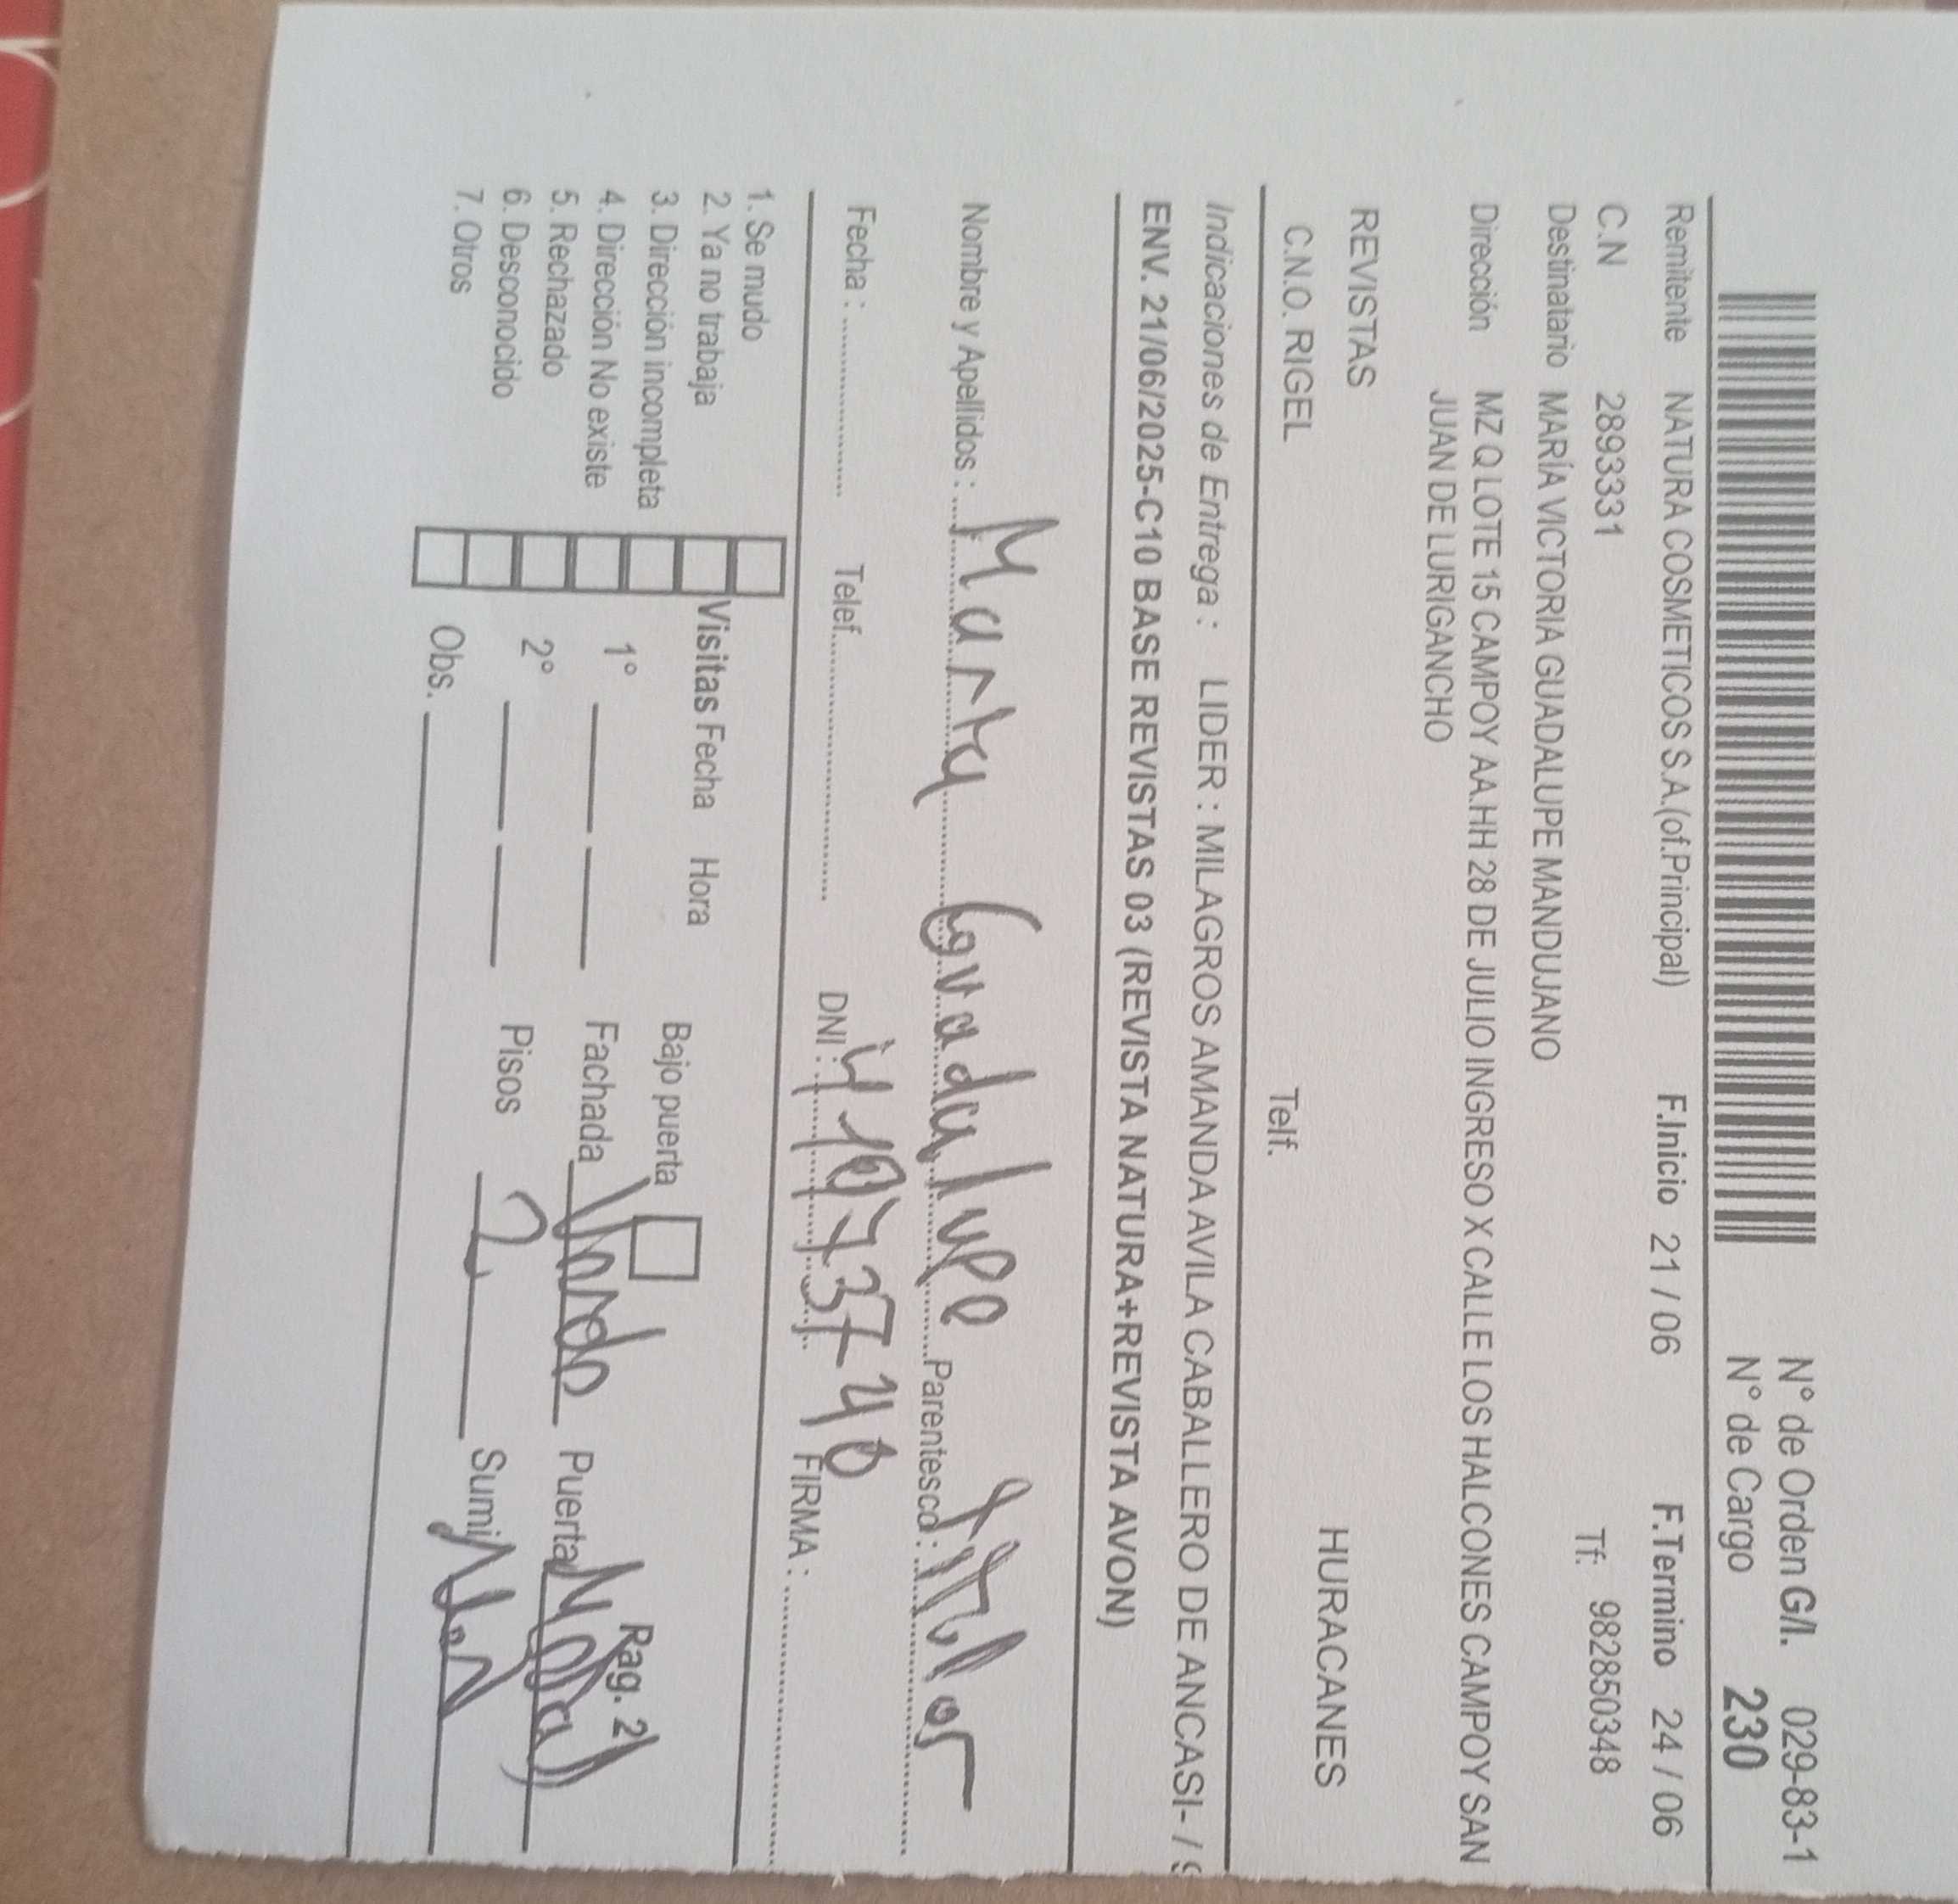 N° de Orden G/I. 029-83-1
N° de Cargo 230
Remitente NATURA COSMETICOS S.A.(of.Principal) F.Inicio 21 / 06 F.Termino 24 / 06
C.N 2893331 Tf: 982850348
Destinatario MARÍA VICTORIA GUADALUPE MANDUJANO
Dirección MZ Q LOTE 15 CAMPOY AA.HH 28 DE JULIO INGRESO X CALLE LOS HALCONES CAMPOY SAN
JUAN DE LURIGANCHO
REVISTAS HURACANES
C.N.O. RIGEL Telf.
Indicaciones de Entrega : LIDER : MILAGROS AMANDA AVILA CABALLERO DE ANCASI- /
ENV. 21/06/2025-C10 BASE REVISTAS 03 (REVISTA NATURA+REVISTA AVON)
Nombre y Apellidos : Marta Guadalupe Parentesco : Titular
Fecha : Telef. DNI : 41073740 FIRMA :
1. Se mudo
2. Ya no trabaja Visitas Fecha Hora Bajo puerta Rag. 2
3. Dirección incompleta
4. Dirección No existe 1° Fachada Verde Puerta
5. Rechazado
6. Desconocido 2° Pisos 2 Sumi
7. Otros Obs.